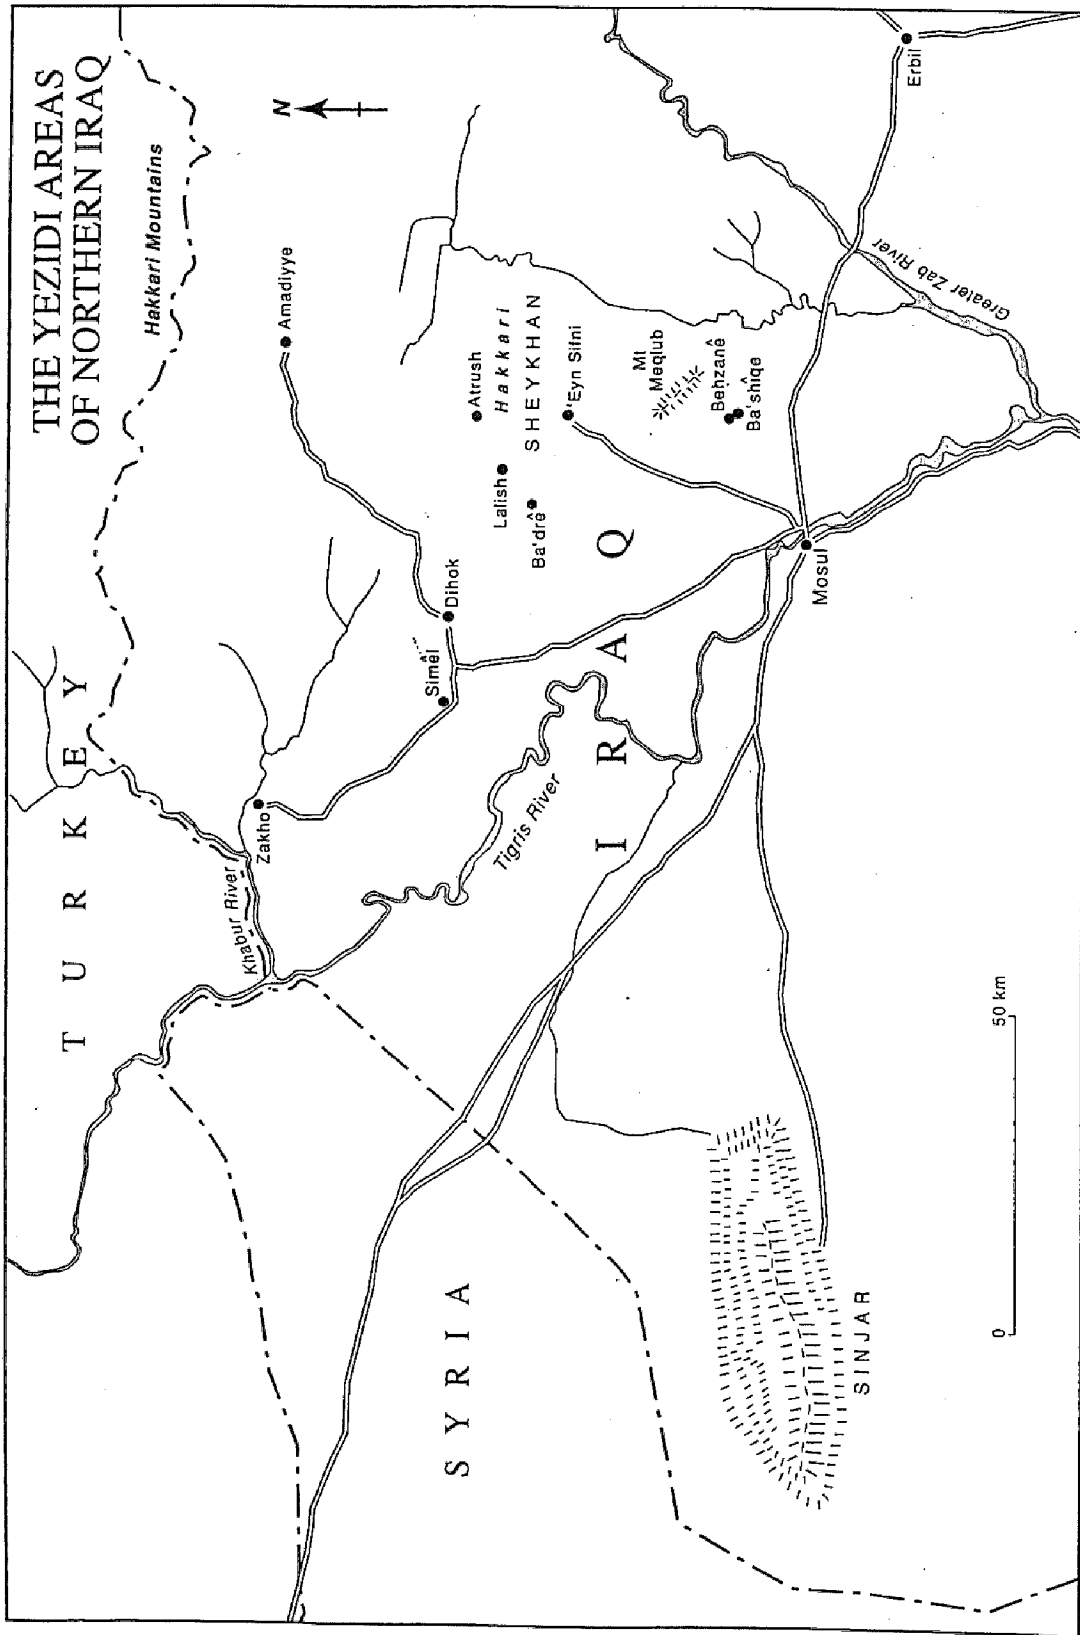 THE YEZIDI AREAS
OF NORTHERN IRAQ
T U R K E Y
Hakkari Mountains
N
Khabur River
Zakho
Amadiyye
Simêl
Dihok
Atrush
Lalish
Hakkari
Ba'drê
SHEYKHAN
'Eyn Sifni
SYRIA
Tigris River
I R A Q
Mt
Meqlub
Behzanê
Ba'shiqe
Mosul
Erbil
Greater Zab River
SINJAR
0
50 km